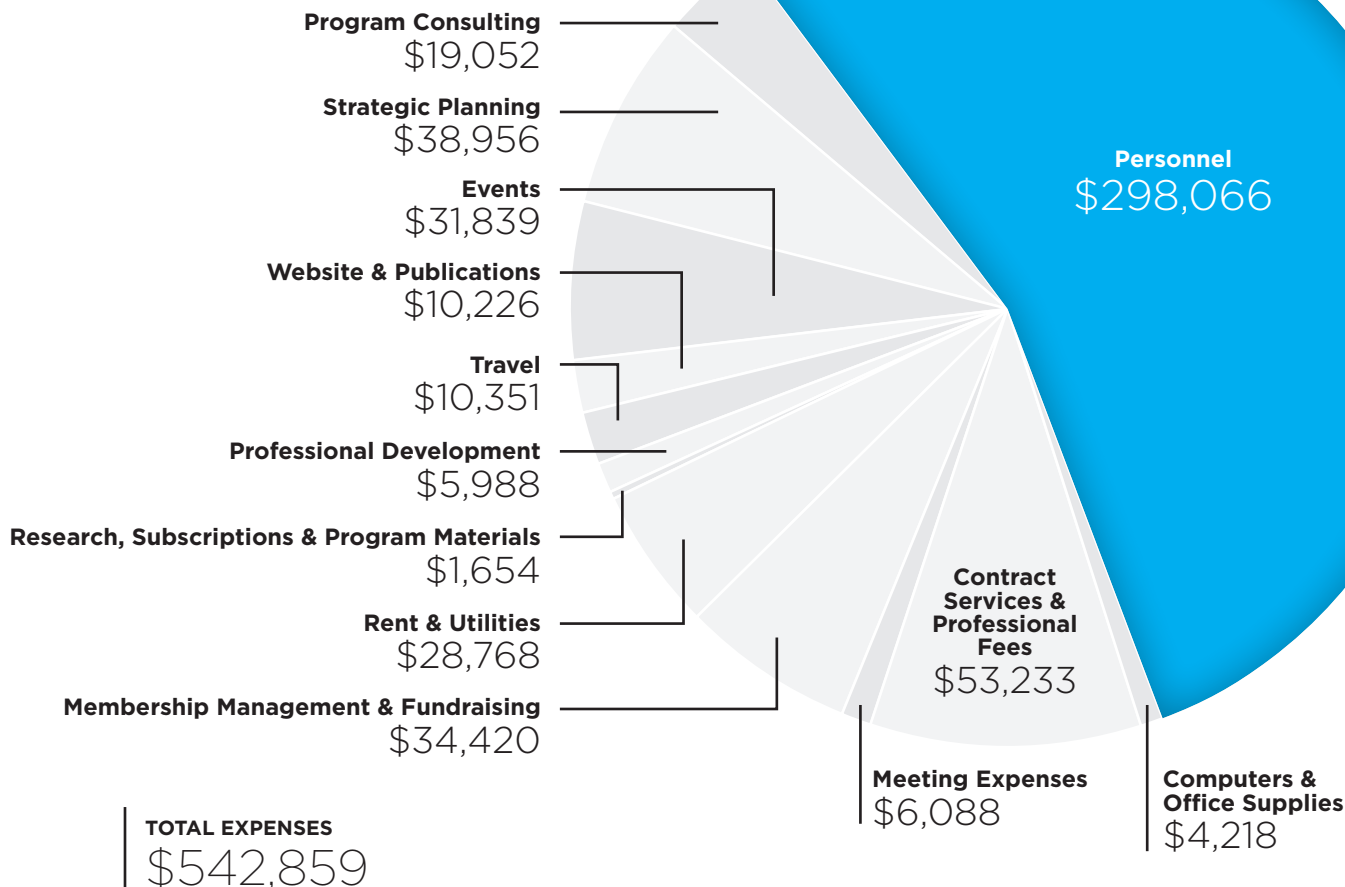 Program Consulting
$19,052
Strategic Planning
$38,956
Events
$31,839
Website & Publications
$10,226
Travel
$10,351
Professional Development
$5,988
Research, Subscriptions & Program Materials
$1,654
Rent & Utilities
$28,768
Membership Management & Fundraising
$34,420
Personnel
$298,066
Contract
Services &
Professional
Fees
$53,233
Meeting Expenses
$6,088
Computers &
Office Supplies
$4,218
TOTAL EXPENSES
$542,859